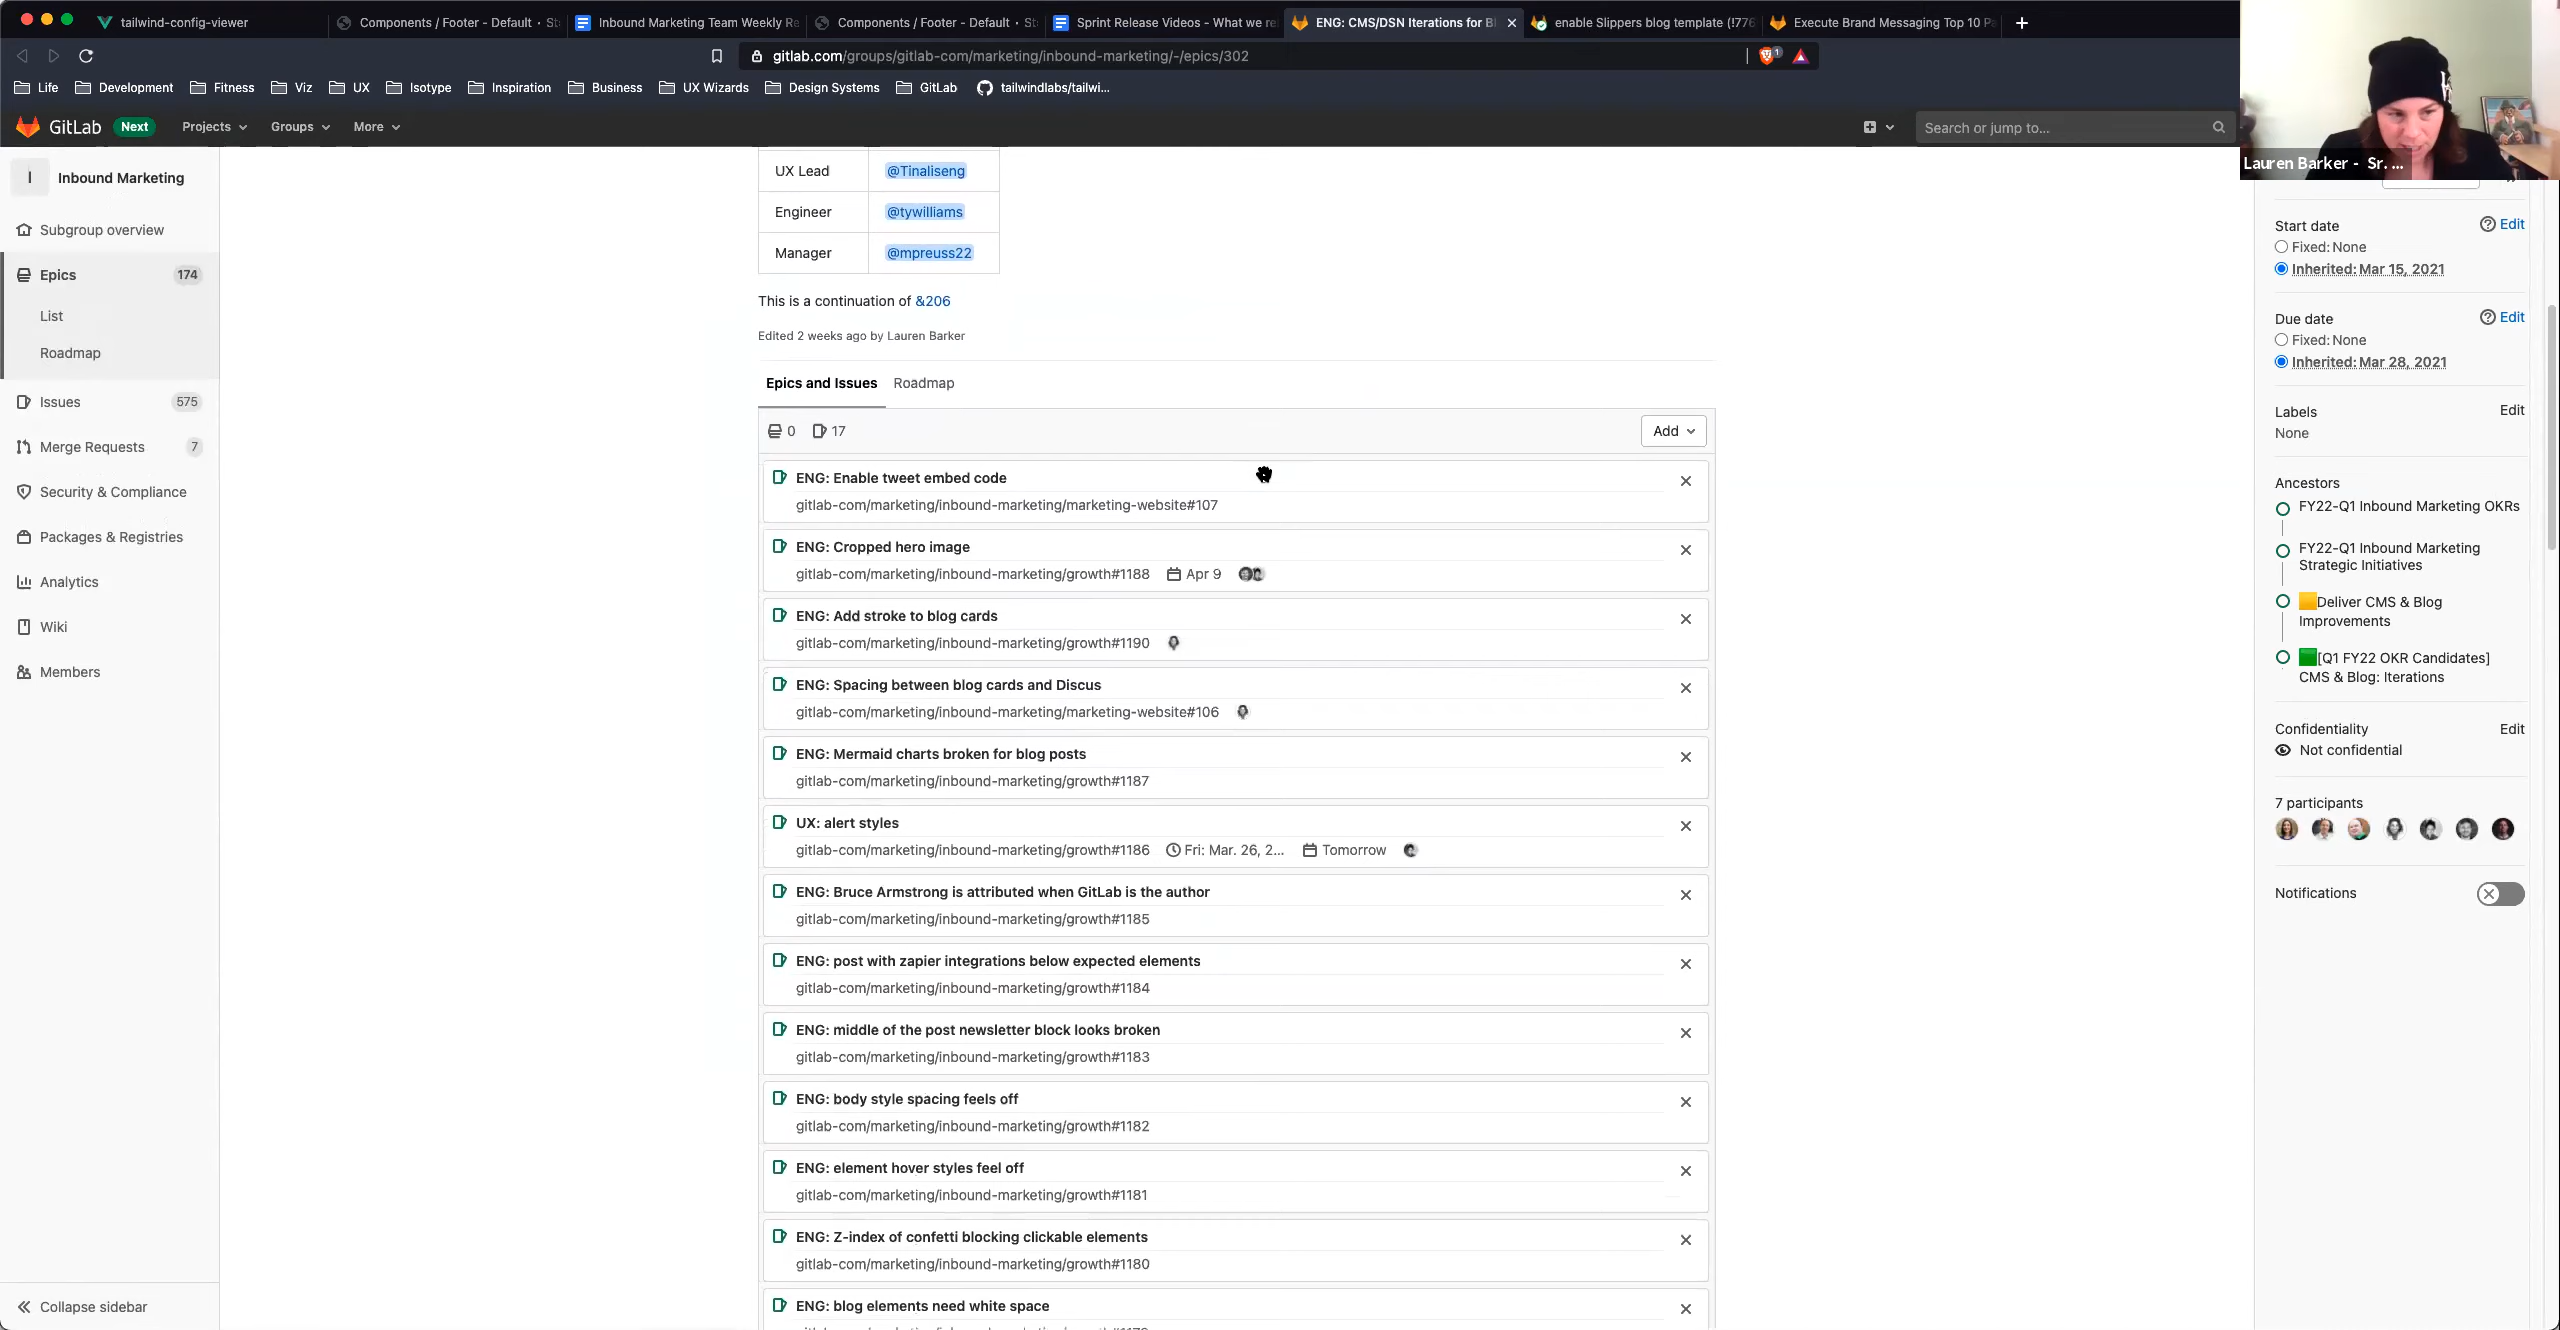 tailwind-config-viewer
Components / Footer - Default · St
Inbound Marketing Team Weekly Re
Components / Footer - Default · St
Sprint Release Videos - What we re
ENG: CMS/DSN Iterations for Bl
enable Slippers blog template (!776
Execute Brand Messaging Top 10 Pa
gitlab.com/groups/gitlab-com/marketing/inbound-marketing/-/epics/302
1
Life
Development
Fitness
Viz
UX
Isotype
Inspiration
Business
UX Wizards
Design Systems
GitLab
tailwindlabs/tailwi...
GitLab
Next
Projects
Groups
More
Search or jump to...
Lauren Barker - Sr. ...
I
Inbound Marketing
Subgroup overview
Epics 174
List
Roadmap
Issues 575
Merge Requests 7
Security & Compliance
Packages & Registries
Analytics
Wiki
Members
Collapse sidebar
UX Lead @Tinaliseng
Engineer @tywilliams
Manager @mpreuss22
This is a continuation of &206
Edited 2 weeks ago by Lauren Barker
Epics and Issues Roadmap
0 17
Add
ENG: Enable tweet embed code
gitlab-com/marketing/inbound-marketing/marketing-website#107
ENG: Cropped hero image
gitlab-com/marketing/inbound-marketing/growth#1188 Apr 9
ENG: Add stroke to blog cards
gitlab-com/marketing/inbound-marketing/growth#1190
ENG: Spacing between blog cards and Discus
gitlab-com/marketing/inbound-marketing/marketing-website#106
ENG: Mermaid charts broken for blog posts
gitlab-com/marketing/inbound-marketing/growth#1187
UX: alert styles
gitlab-com/marketing/inbound-marketing/growth#1186 Fri: Mar. 26, 2... Tomorrow
ENG: Bruce Armstrong is attributed when GitLab is the author
gitlab-com/marketing/inbound-marketing/growth#1185
ENG: post with zapier integrations below expected elements
gitlab-com/marketing/inbound-marketing/growth#1184
ENG: middle of the post newsletter block looks broken
gitlab-com/marketing/inbound-marketing/growth#1183
ENG: body style spacing feels off
gitlab-com/marketing/inbound-marketing/growth#1182
ENG: element hover styles feel off
gitlab-com/marketing/inbound-marketing/growth#1181
ENG: Z-index of confetti blocking clickable elements
gitlab-com/marketing/inbound-marketing/growth#1180
ENG: blog elements need white space
Start date Edit
Fixed: None
Inherited: Mar 15, 2021
Due date Edit
Fixed: None
Inherited: Mar 28, 2021
Labels Edit
None
Ancestors
FY22-Q1 Inbound Marketing OKRs
FY22-Q1 Inbound Marketing
Strategic Initiatives
Deliver CMS & Blog
Improvements
[Q1 FY22 OKR Candidates]
CMS & Blog: Iterations
Confidentiality Edit
Not confidential
7 participants
Notifications